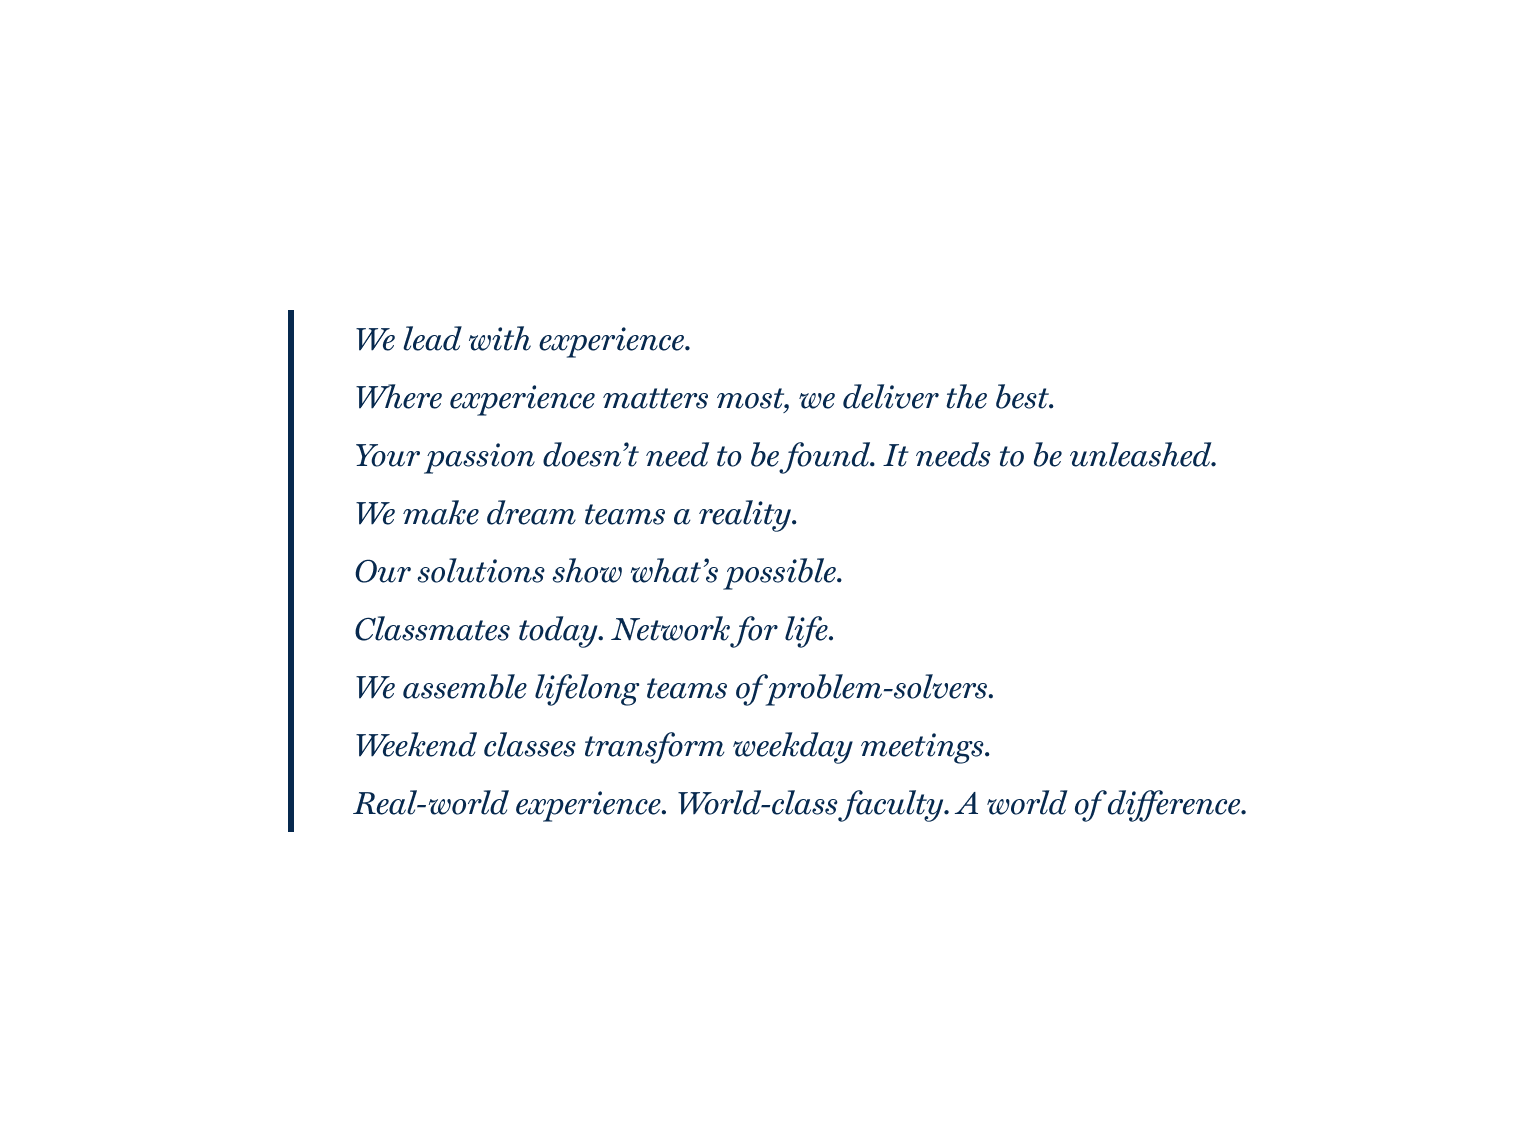 We lead with experience.
Where experience matters most, we deliver the best.
Your passion doesn’t need to be found. It needs to be unleashed.
We make dream teams a reality.
Our solutions show what’s possible.
Classmates today. Network for life.
We assemble lifelong teams of problem-solvers.
Weekend classes transform weekday meetings.
Real-world experience. World-class faculty. A world of difference.